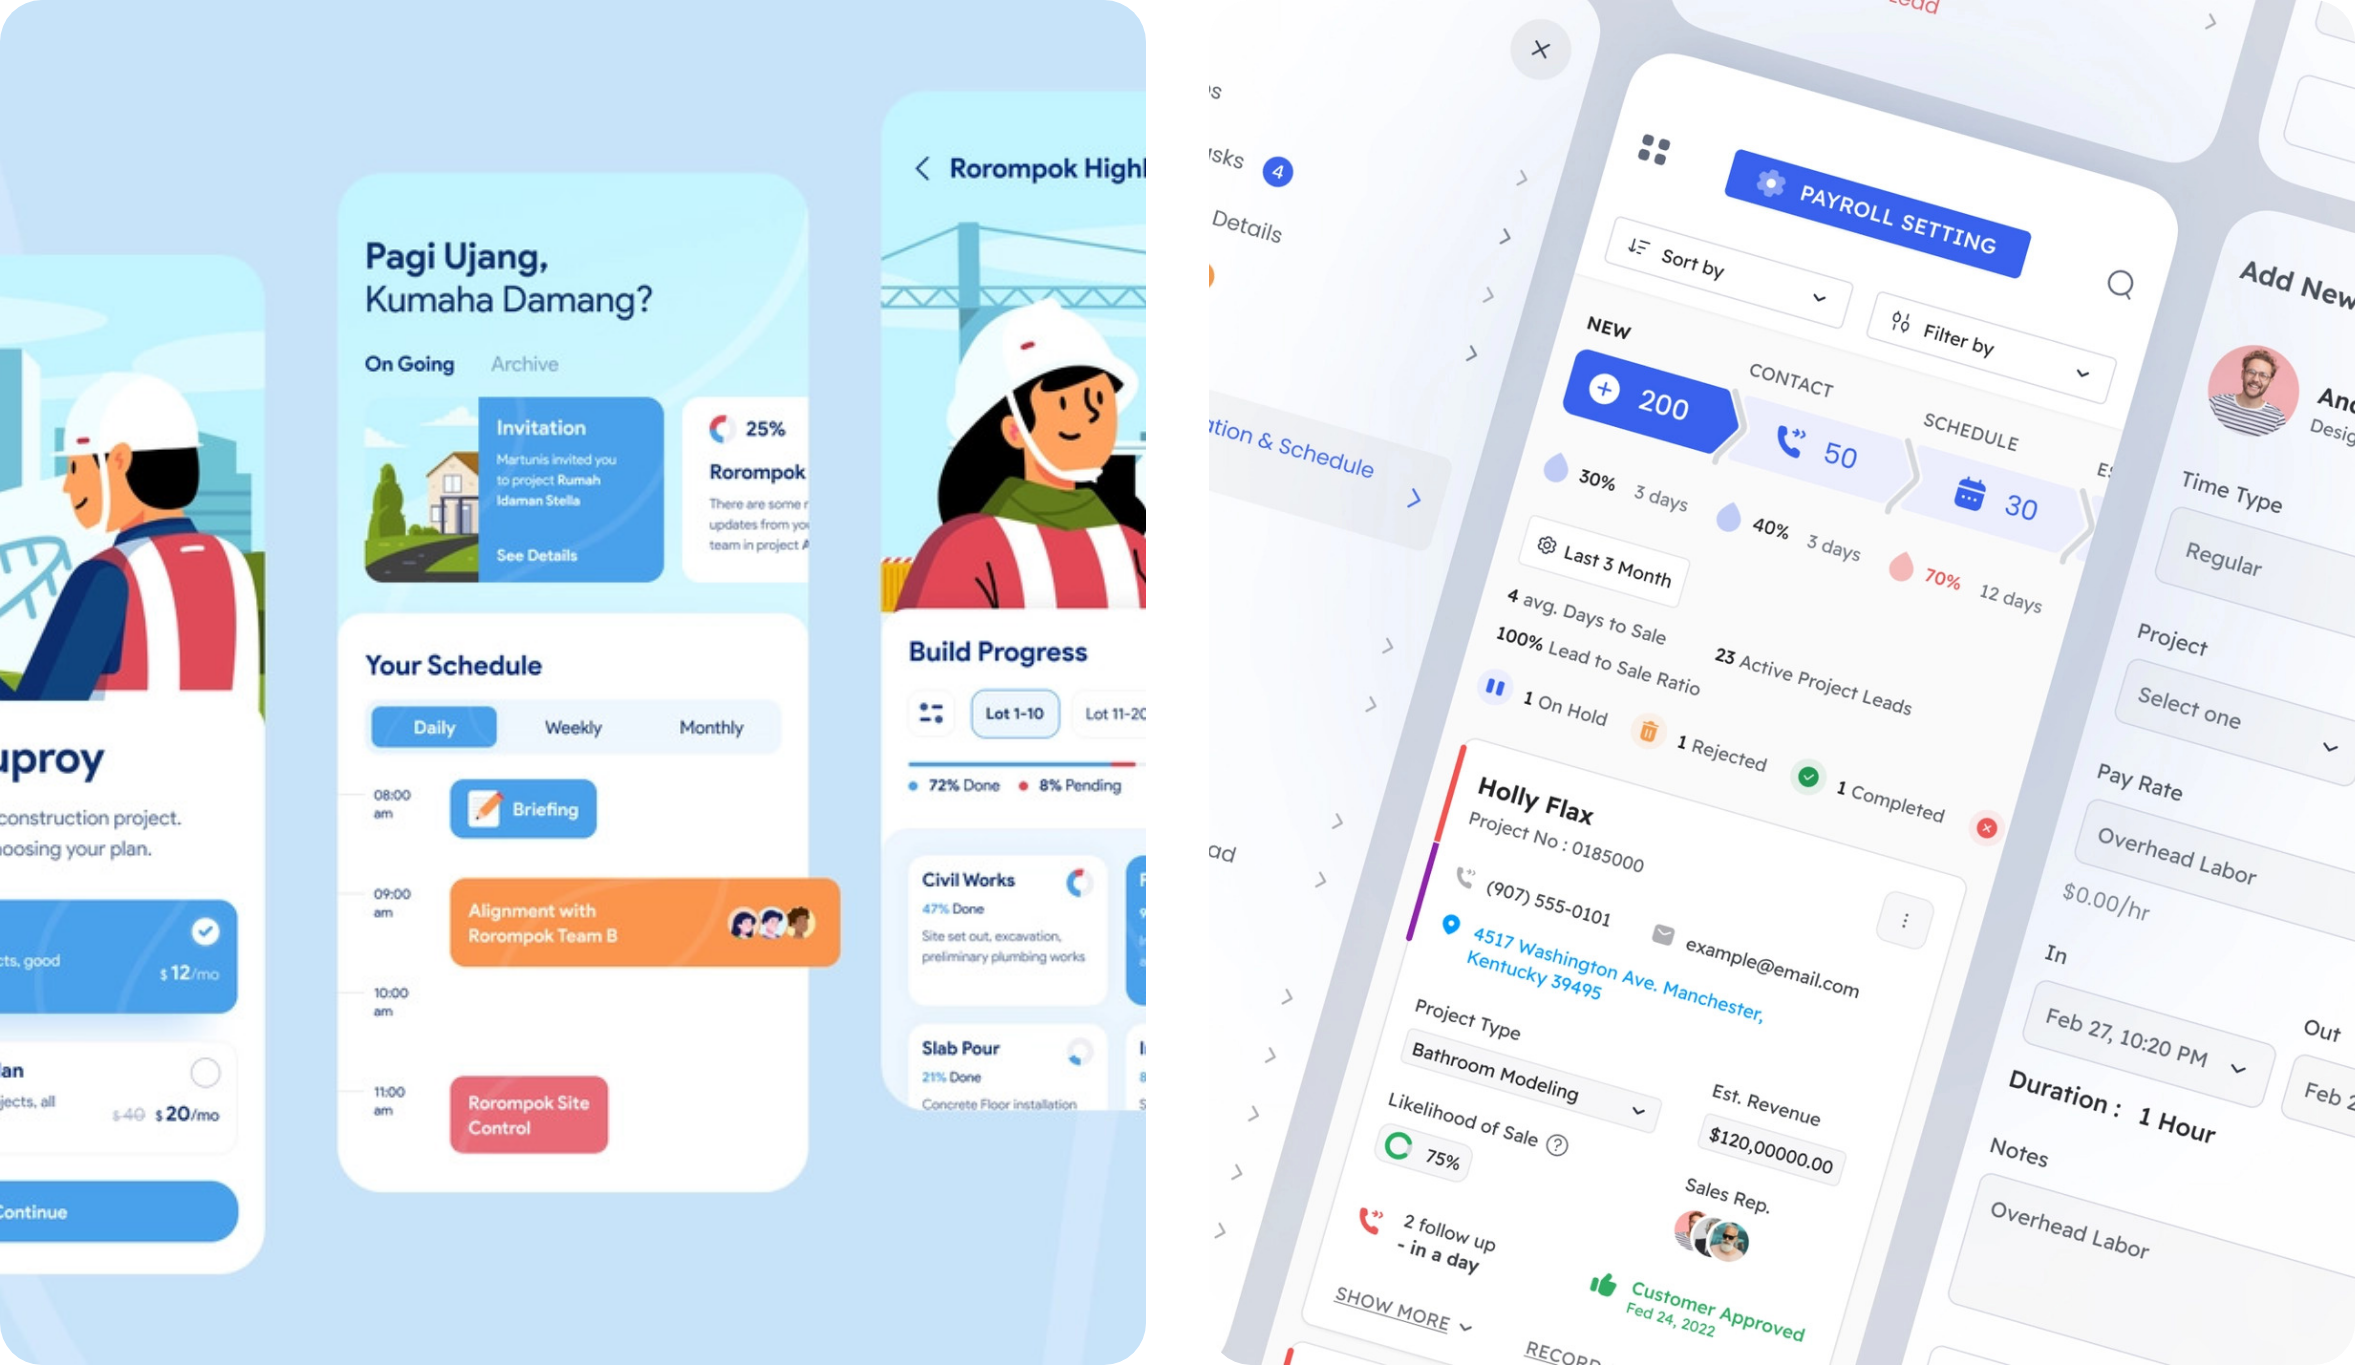 uproy
construction project.
hoosing your plan.
cts, good
$ 12/mo
lan
jects, all
$ 40 $ 20/mo
Continue
Pagi Ujang,
Kumaha Damang?
On Going Archive
Invitation
Martunis invited you
to project Rumah
Idaman Stella
See Details
25%
Rorompok
There are some r
updates from you
team in project A
Your Schedule
Daily Weekly Monthly
08:00
am
Briefing
09:00
am
Alignment with
Rorompok Team B
10:00
am
11:00
am
Rorompok Site
Control
Rorompok Highl
Build Progress
Lot 1-10 Lot 11-20
72% Done 8% Pending
Civil Works
47% Done
Site set out, excavation,
preliminary plumbing works
Slab Pour
21% Done
Concrete Floor installation
asks 4
Details
ation & Schedule
ad
Lead
PAYROLL SETTING
Sort by
Filter by
NEW
200
CONTACT
50
SCHEDULE
30
ES
30% 3 days
40% 3 days
70% 12 days
Last 3 Month
4 avg. Days to Sale
23 Active Project Leads
100% Lead to Sale Ratio
1 On Hold
1 Rejected
1 Completed
Holly Flax
Project No : 0185000
(907) 555-0101
example@email.com
4517 Washington Ave. Manchester,
Kentucky 39495
Project Type
Bathroom Modeling
Est. Revenue
$120,00000.00
Likelihood of Sale ?
75%
Sales Rep.
2 follow up
- in a day
Customer Approved
Fed 24, 2022
SHOW MORE
RECORD
Add New
And
Desig
Time Type
Regular
Project
Select one
Pay Rate
Overhead Labor
$0.00/hr
In
Feb 27, 10:20 PM
Out
Feb 2
Duration : 1 Hour
Notes
Overhead Labor